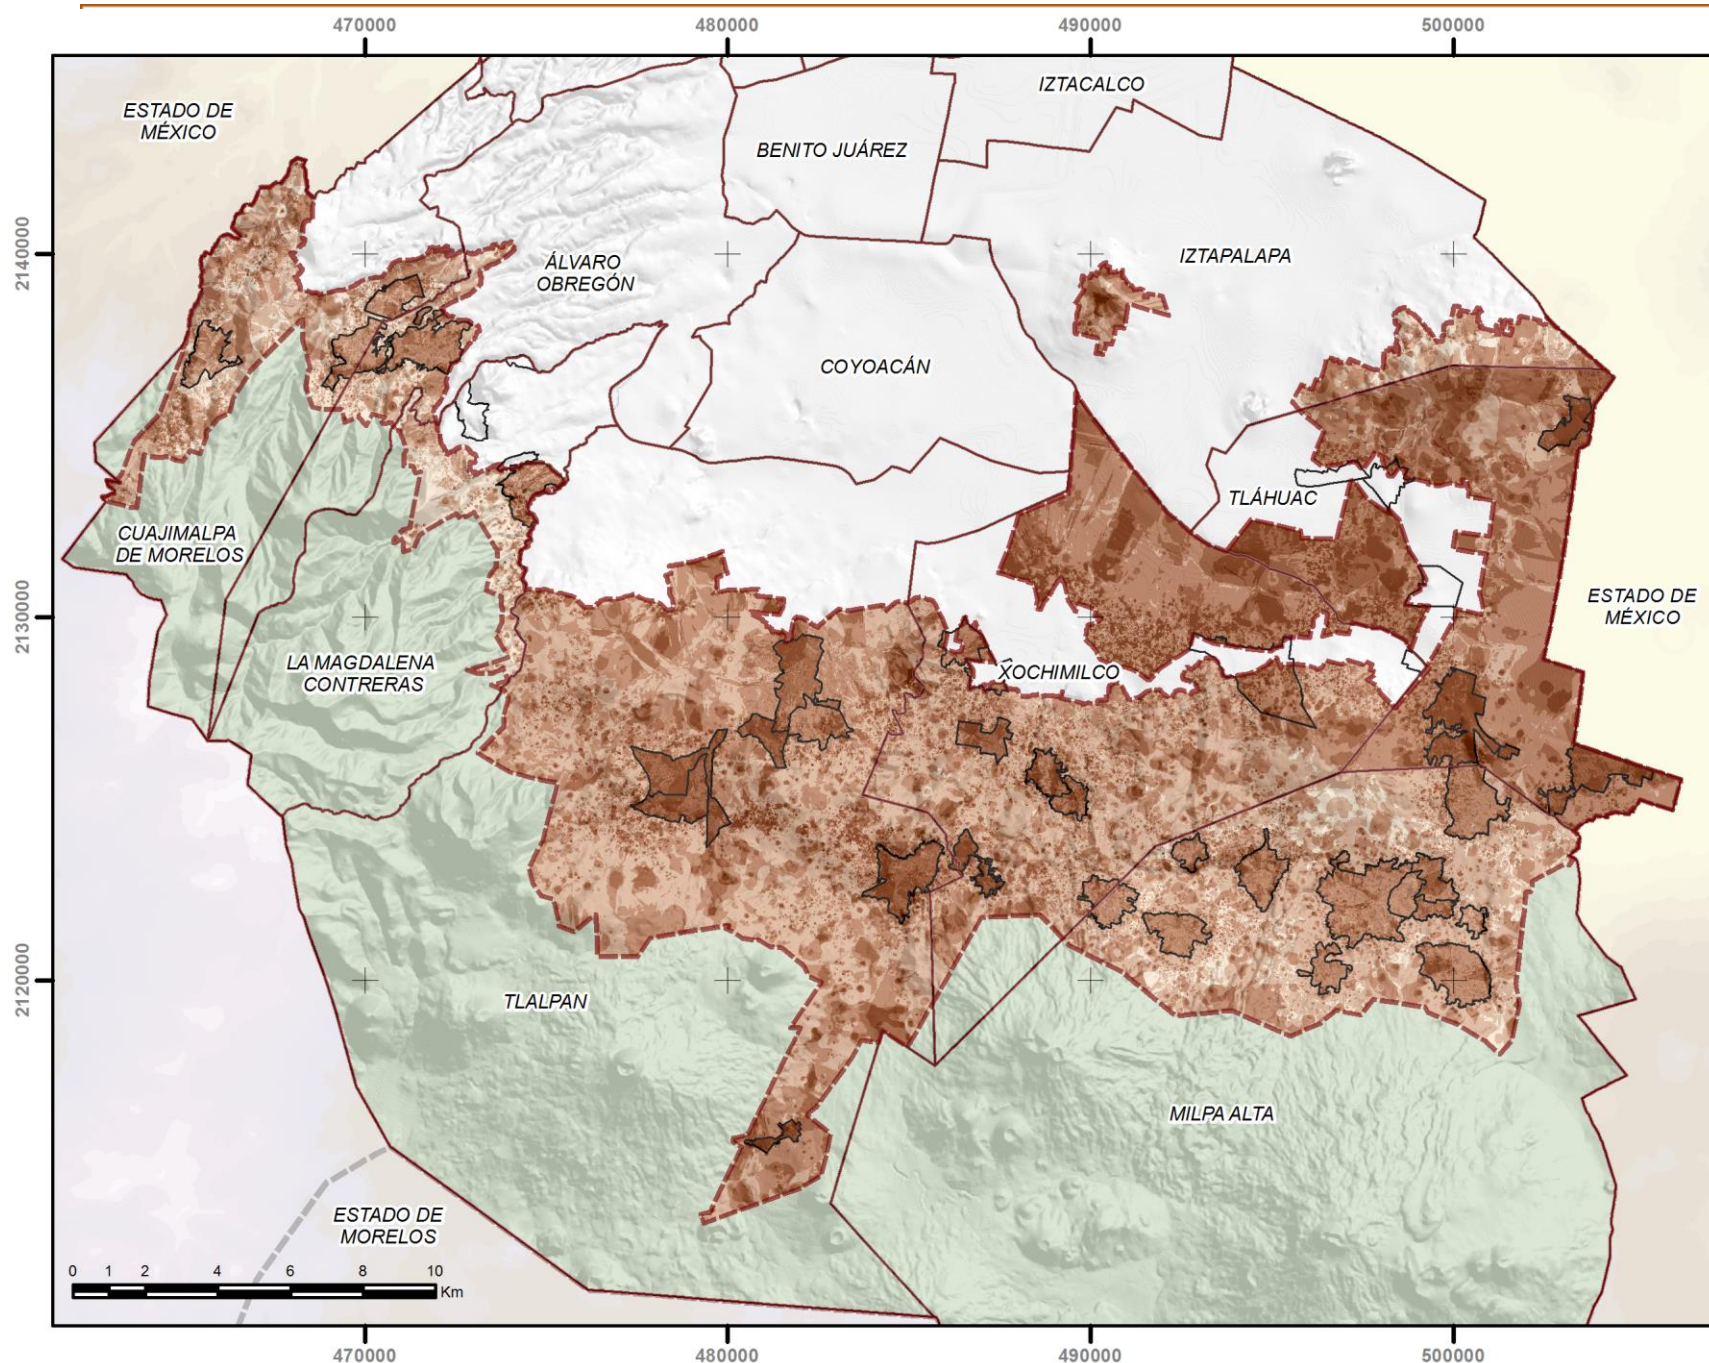 470000
480000
490000
500000
IZTACALCO
ESTADO DE
MÉXICO
BENITO JUÁREZ
2140000
IZTAPALAPA
ÁLVARO
OBREGÓN
COYOACÁN
TLÁHUAC
CUAJIMALPA
DE MORELOS
2130000
ESTADO DE
MÉXICO
LA MAGDALENA
CONTRERAS
XOCHIMILCO
2120000
TLALPAN
MILPA ALTA
ESTADO DE
MORELOS
0 1 2 4 6 8 10
Km
470000
480000
490000
500000